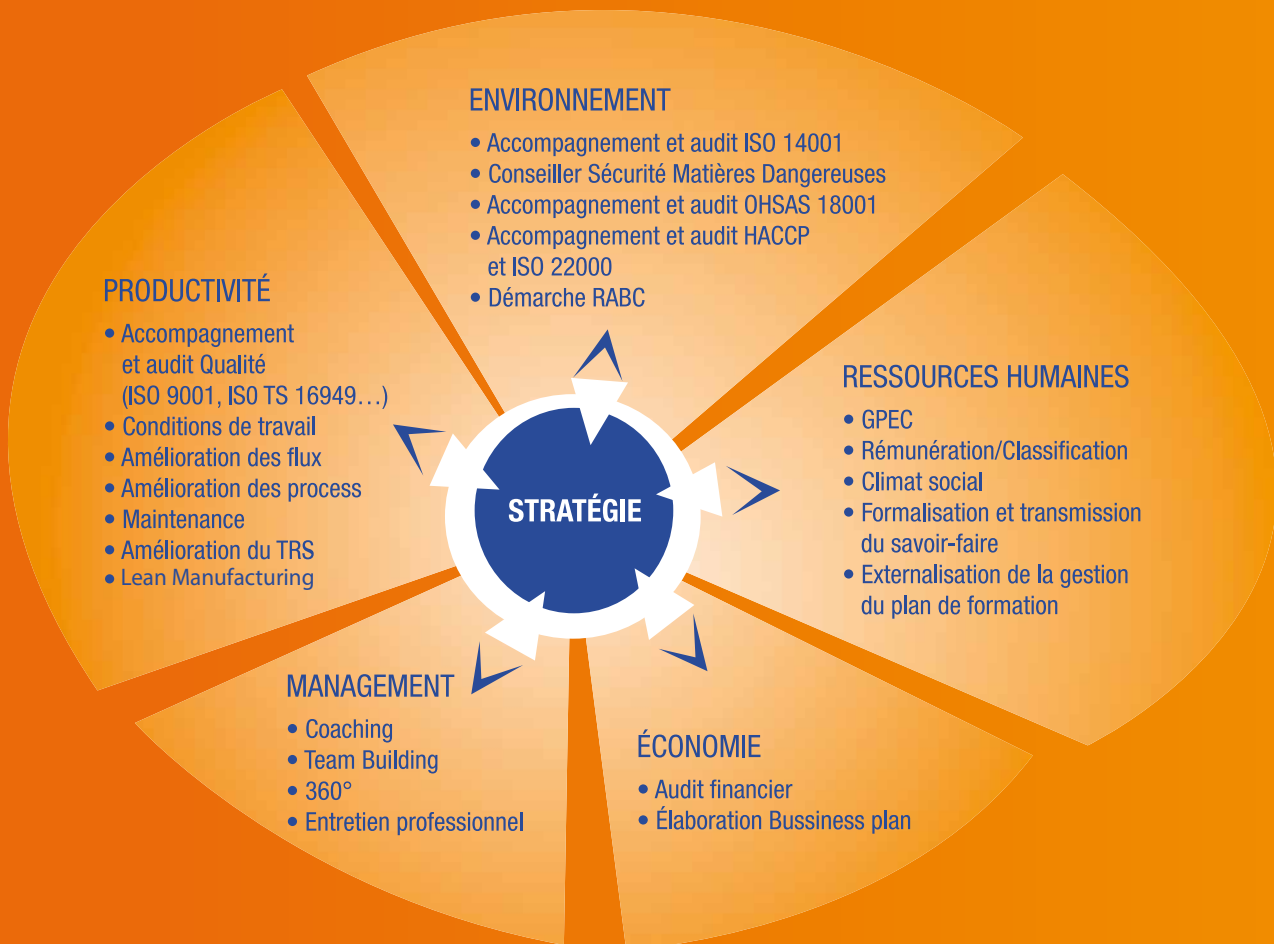 ENVIRONNEMENT
• Accompagnement et audit ISO 14001
• Conseiller Sécurité Matières Dangereuses
• Accompagnement et audit OHSAS 18001
• Accompagnement et audit HACCP
et ISO 22000
• Démarche RABC
PRODUCTIVITÉ
• Accompagnement
et audit Qualité
(ISO 9001, ISO TS 16949…)
• Conditions de travail
• Amélioration des flux
• Amélioration des process
• Maintenance
• Amélioration du TRS
• Lean Manufacturing
STRATÉGIE
RESSOURCES HUMAINES
• GPEC
• Rémunération/Classification
• Climat social
• Formalisation et transmission
du savoir-faire
• Externalisation de la gestion
du plan de formation
MANAGEMENT
• Coaching
• Team Building
• 360°
• Entretien professionnel
ÉCONOMIE
• Audit financier
• Élaboration Bussiness plan